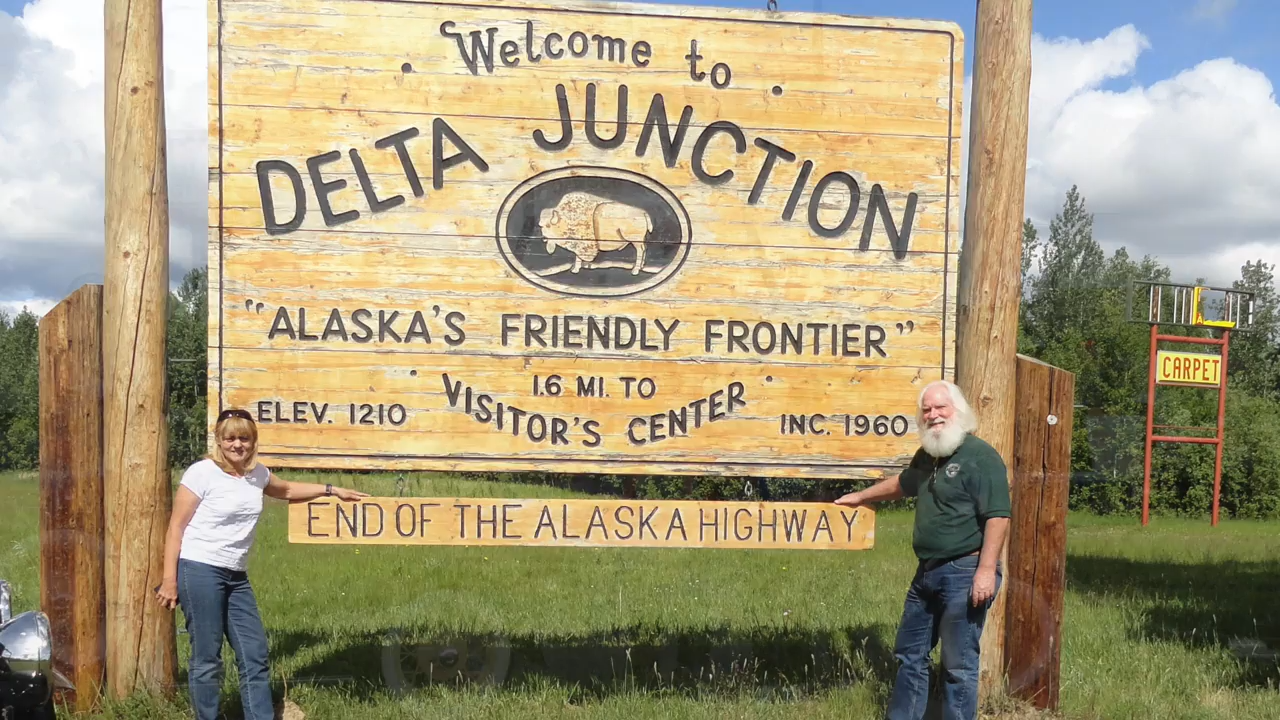 Welcome to
DELTA JUNCTION
"ALASKA'S FRIENDLY FRONTIER"
1.6 MI. TO
VISITOR'S CENTER
ELEV. 1210
INC. 1960
END OF THE ALASKA HIGHWAY
CARPET